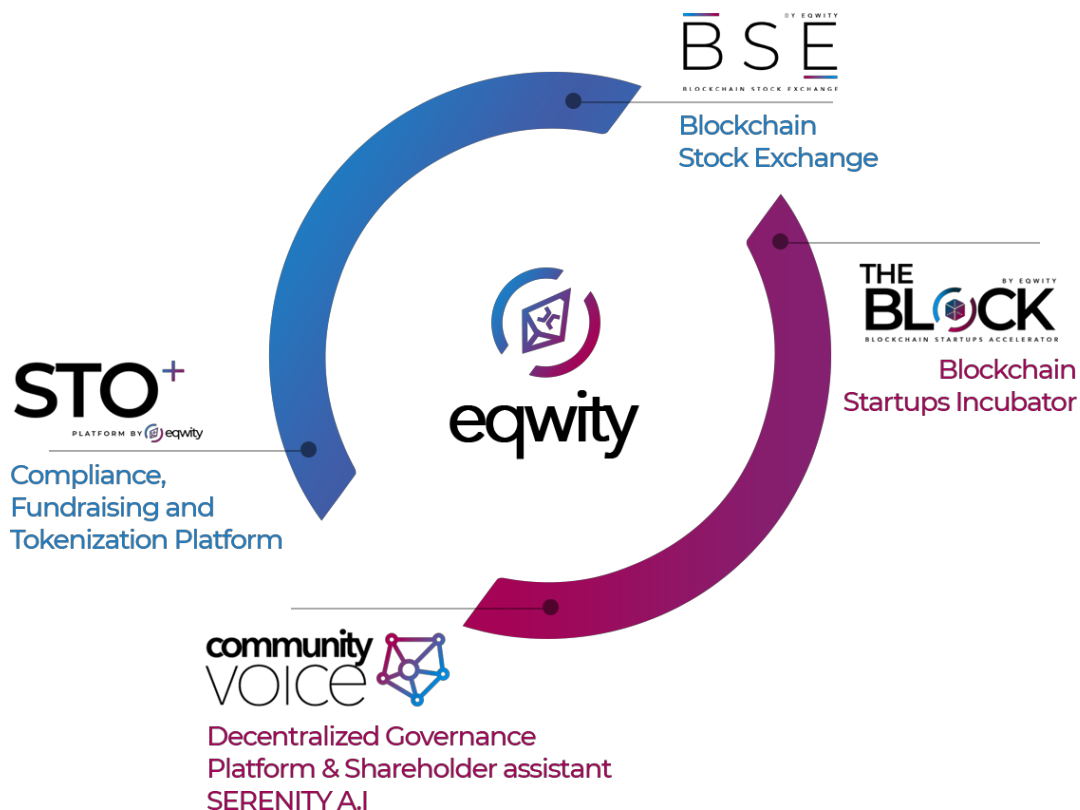 BY EQWITY
BSE
BLOCKCHAIN STOCK EXCHANGE
Blockchain
Stock Exchange
THE
BY EQWITY
BLOCK
BLOCKCHAIN STARTUPS ACCELERATOR
Blockchain
Startups Incubator
eqwity
STO+
PLATFORM BY eqwity
Compliance,
Fundraising and
Tokenization Platform
community
VOICe
Decentralized Governance
Platform & Shareholder assistant
SERENITY A.I